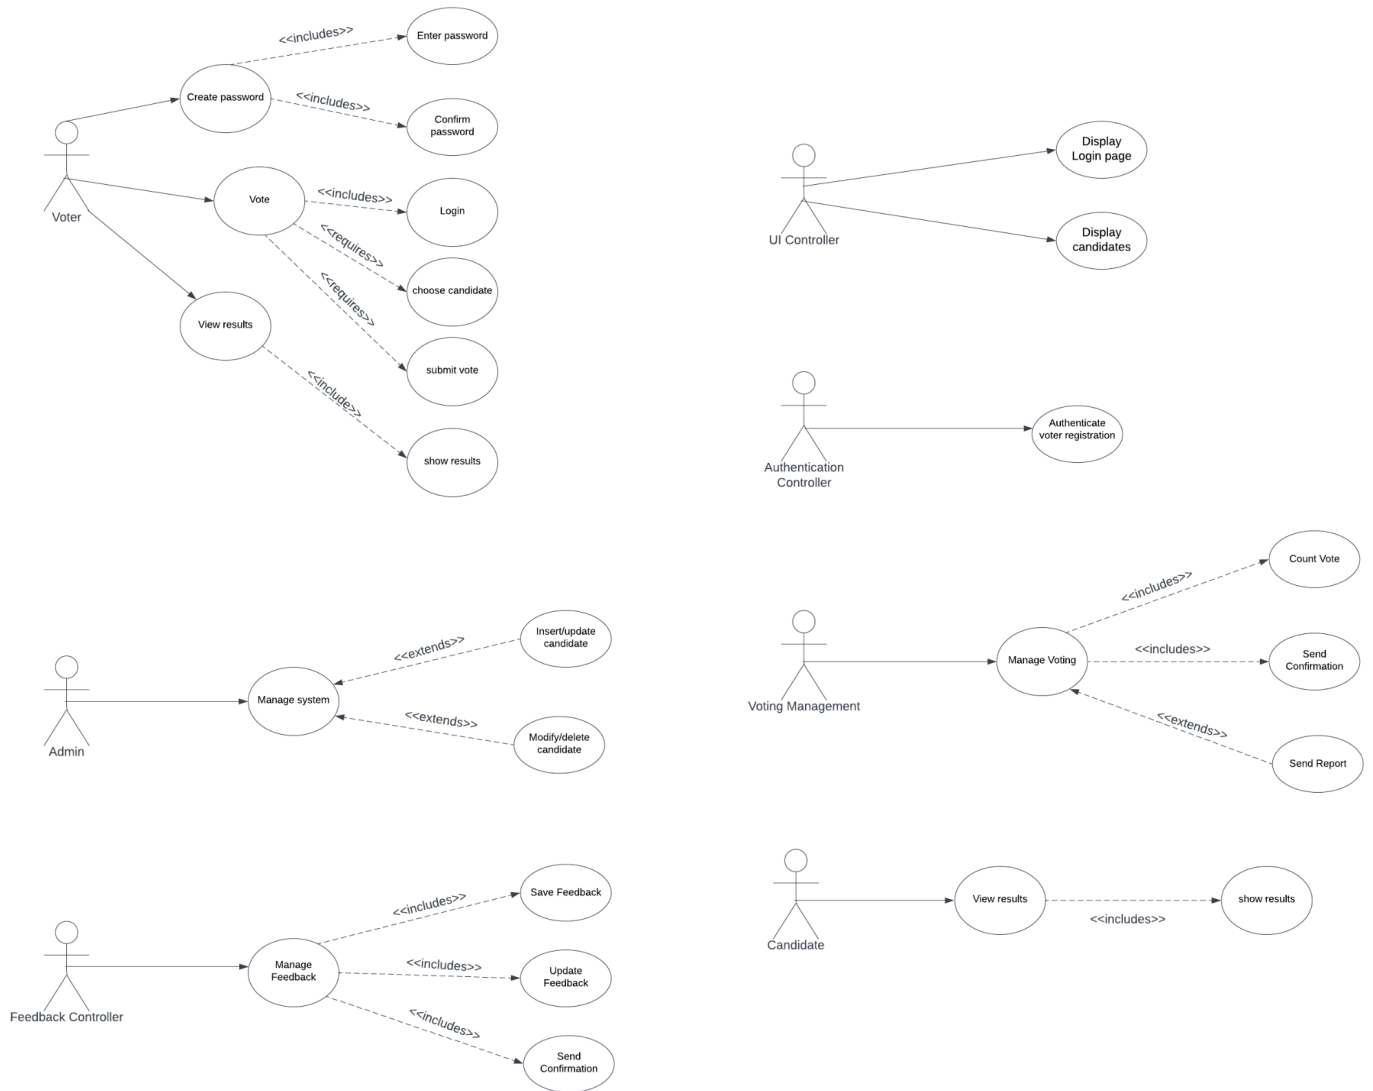 <<includes>>
Enter password
Create password
<<includes>>
Confirm
password
Voter
Vote
<<includes>>
Login
<<requires>>
choose candidate
<<requires>>
submit vote
View results
<<include>>
show results
Display
Login page
UI Controller
Display
candidates
Authentication
Controller
Authenticate
voter registration
Admin
Manage system
<<extends>>
Insert/update
candidate
<<extends>>
Modify/delete
candidate
Voting Management
Manage Voting
<<includes>>
Count Vote
<<includes>>
Send
Confirmation
<<extends>>
Send Report
Feedback Controller
Manage
Feedback
<<includes>>
Save Feedback
<<includes>>
Update
Feedback
<<includes>>
Send
Confirmation
Candidate
View results
<<includes>>
show results